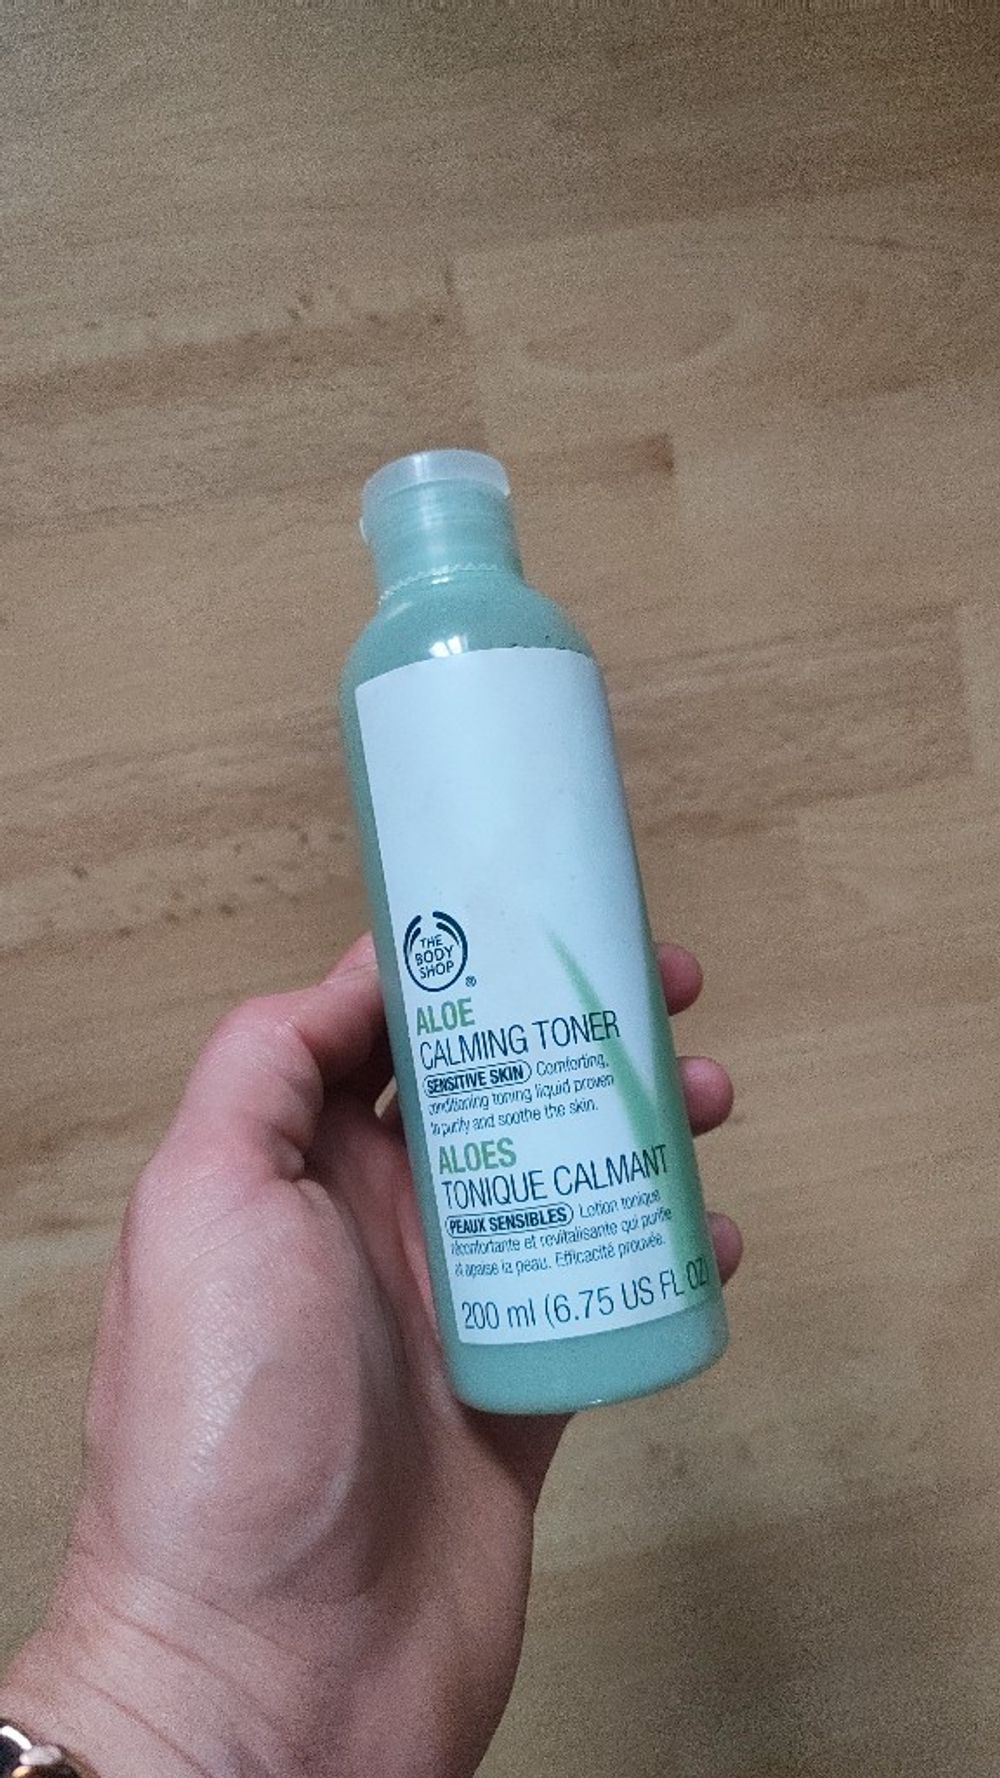 THE
BODY
SHOP
®
ALOE
CALMING TONER
SENSITIVE SKIN Comforting,
conditioning toning liquid proven
to purify and soothe the skin.
ALOES
TONIQUE CALMANT
PEAUX SENSIBLES Lotion tonique
réconfortante et revitalisante qui purifie
et apaise la peau. Efficacité prouvée.
200 ml (6.75 US FL OZ)